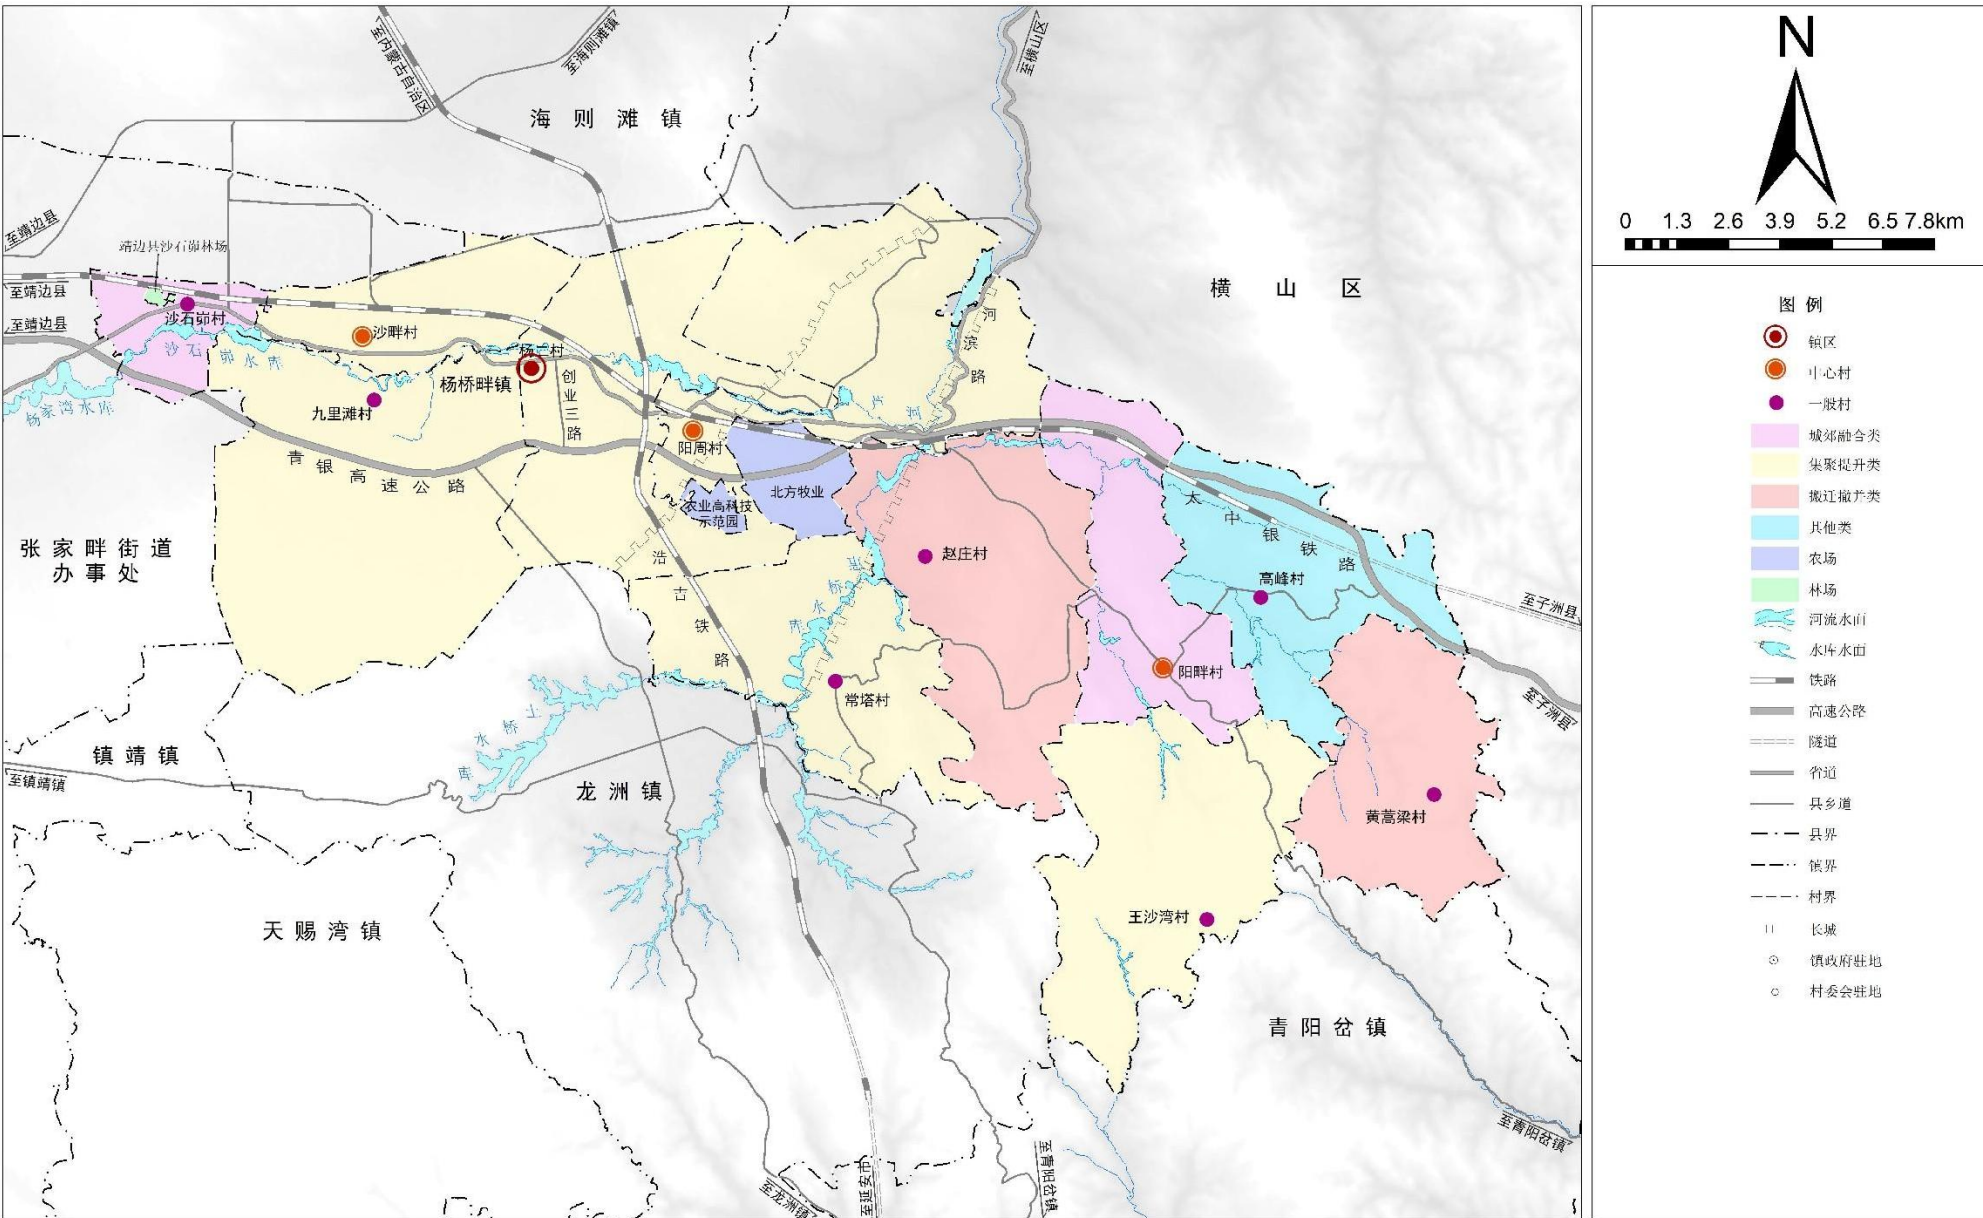 至内蒙古自治区
至海则滩镇
至横山区
海则滩镇
至靖边县
靖边县沙石峁林场
横山区
至靖边县
至靖边县
沙石峁村
沙畔村
沙石峁水库
杨村
河滨路
杨家湾水库
杨桥畔镇
九里滩村
创业三路
芦河
阳周村
青银高速公路
北方牧业
农业高科技
示范园
太中银铁路
张家畔街道
办事处
浩吉铁路
赵庄村
高峰村
至子洲县
水桥畔水库
阳畔村
常塔村
至子洲县
水桥土库
镇靖镇
至镇靖镇
龙洲镇
黄蒿梁村
天赐湾镇
王沙湾村
青阳岔镇
至青阳岔镇
至龙洲镇
至延安市
至青阳岔镇
N
0 1.3 2.6 3.9 5.2 6.5 7.8km
图例
镇区
中心村
一般村
城郊融合类
集聚提升类
搬迁撤并类
其他类
农场
林场
河流水面
水库水面
铁路
高速公路
隧道
省道
县乡道
县界
镇界
村界
长城
镇政府驻地
村委会驻地